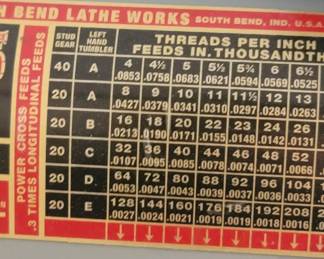 H BEND LATHE WORKS SOUTH BEND, IND. U.S.A.
POWER CROSS FEEDS
.3 TIMES LONGITUDINAL FEEDS
STUD GEAR
LEFT HAND TUMBLER
THREADS PER INCH
FEEDS IN. THOUSANDTH
40 A 4 4½ 5 5½ 5¾ 6 6½
.0853 .0758 .0683 .0621 .0594 .0569 .0525
20 A 8 9 10 11 11½ 12 13
.0427 .0379 .0341 .0310 .0297 .0284 .0263
20 B 16 18 20 22 23 24 26
.0213 .0190 .0171 .0155 .0148 .0142 .0131
20 C 32 36 40 44 46 48 52
.0107 .0095 .0085 .0078 .0074 .0071 .0066
20 D 64 72 80 88 92 96 104
.0053 .0047 .0043 .0039 .0037 .0036 .0033
20 E 128 144 160 176 184 192 208
.0027 .0024 .0021 .0019 .0019 .0018 .0016